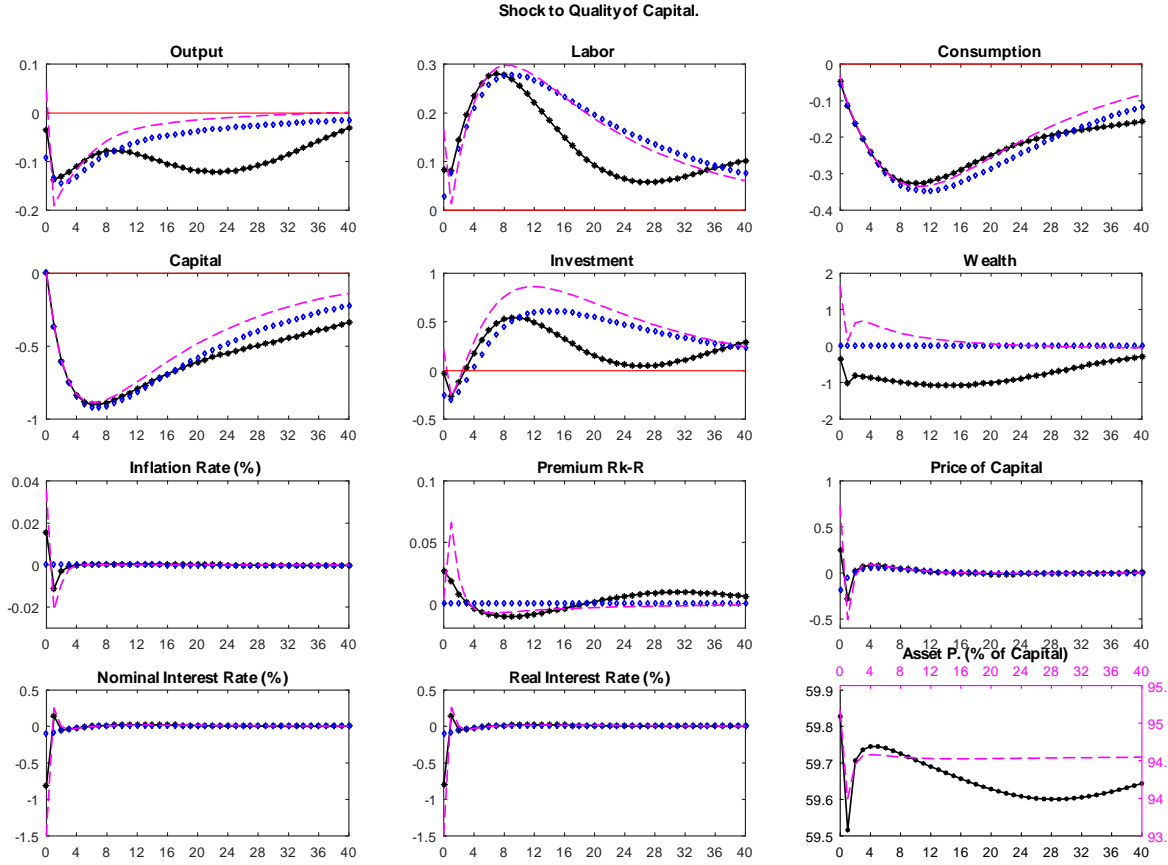 Shock to Quality of Capital.
Output
Labor
Consumption
0.1
0
-0.1
-0.2
0.3
0.2
0.1
0
0
-0.1
-0.2
-0.3
-0.4
0 4 8 12 16 20 24 28 32 36 40
0 4 8 12 16 20 24 28 32 36 40
0 4 8 12 16 20 24 28 32 36 40
Capital
Investment
Wealth
0
-0.5
-1
1
0.5
0
-0.5
2
1
0
-1
-2
0 4 8 12 16 20 24 28 32 36 40
0 4 8 12 16 20 24 28 32 36 40
0 4 8 12 16 20 24 28 32 36 40
Inflation Rate (%)
Premium Rk-R
Price of Capital
0.04
0.02
0
-0.02
0.1
0.05
0
1
0.5
0
-0.5
0 4 8 12 16 20 24 28 32 36 40
0 4 8 12 16 20 24 28 32 36 40
0 4 8 12 16 20 24 28 32 36 40
Nominal Interest Rate (%)
Real Interest Rate (%)
Asset P. (% of Capital)
0 4 8 12 16 20 24 28 32 36 40
0.5
0
-0.5
-1
-1.5
0.5
0
-0.5
-1
-1.5
59.9
59.8
59.7
59.6
59.5
95.
95
94.
94
93.
0 4 8 12 16 20 24 28 32 36 40
0 4 8 12 16 20 24 28 32 36 40
0 4 8 12 16 20 24 28 32 36 40